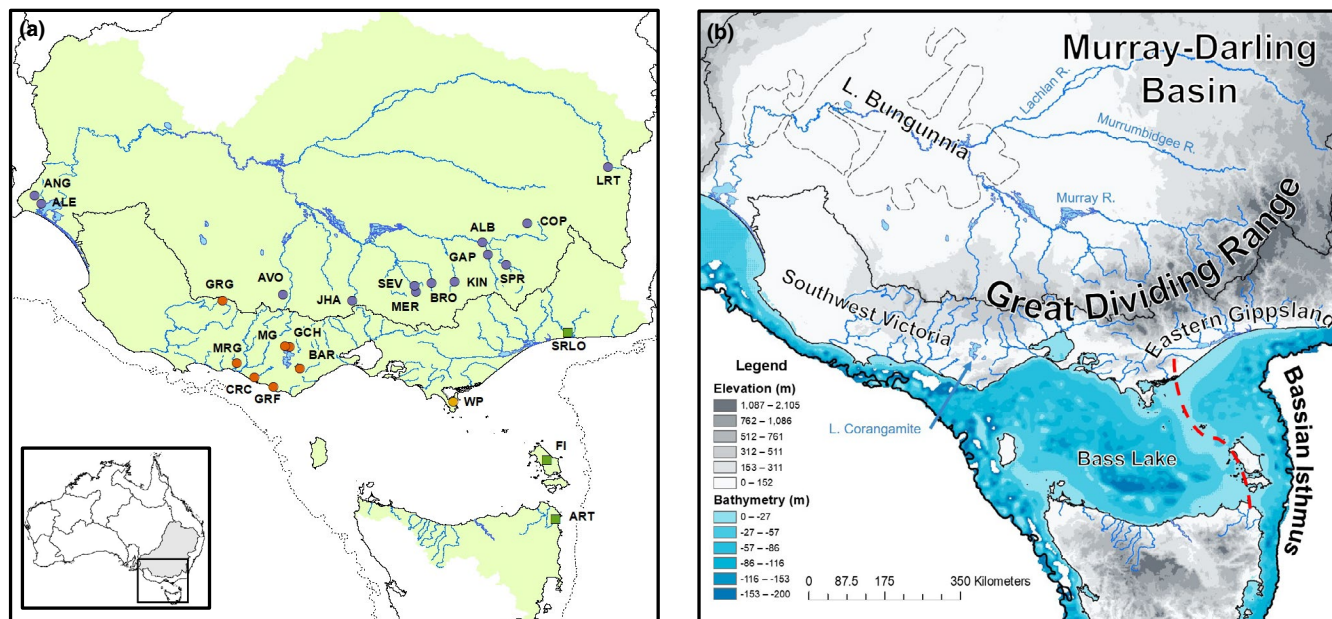 (a)
ANG
ALE
LRT
COP
ALB
GAP
SPR
SEV
KIN
MER
BRO
AVO
JHA
GRG
MG
GCH
MRG
BAR
CRC
GRF
SRLO
WP
FI
ART
(b)
Murray-Darling
Basin
L. Bungunnia
Lachlan R.
Murrumbidgee R.
Murray R.
Great Dividing Range
Southwest Victoria
Eastern Gippsland
L. Corangamite
Bass Lake
Bassian Isthmus
Legend
Elevation (m)
1,087 – 2,105
762 – 1,086
512 – 761
312 – 511
153 – 311
0 – 152
Bathymetry (m)
0 – -27
-27 – -57
-57 – -86
-86 – -116
-116 – -153
-153 – -200
0 87.5 175 350 Kilometers